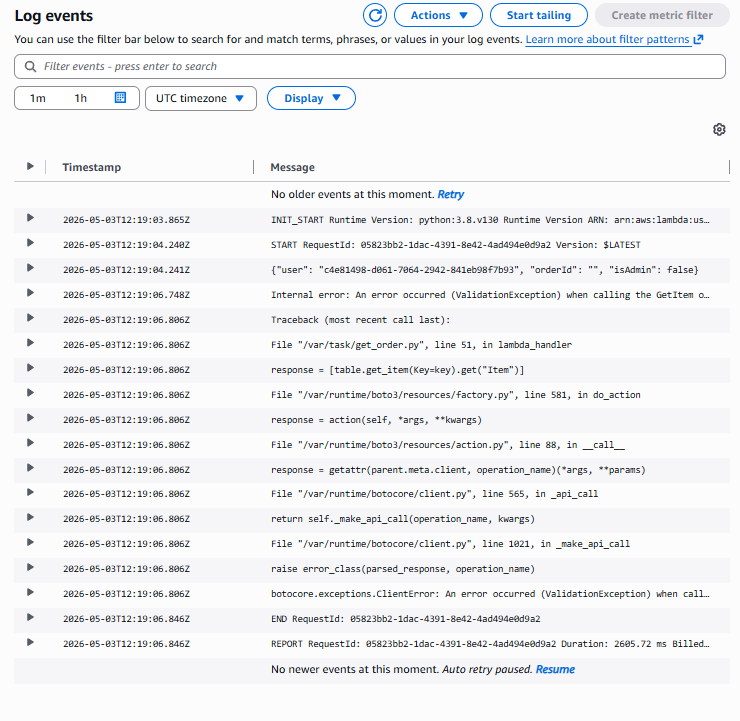 Log events
Actions
Start tailing
Create metric filter
You can use the filter bar below to search for and match terms, phrases, or values in your log events. Learn more about filter patterns
Filter events - press enter to search
1m 1h UTC timezone Display
Timestamp Message
No older events at this moment. Retry
2026-05-03T12:19:03.865Z INIT_START Runtime Version: python:3.8.v130 Runtime Version ARN: arn:aws:lambda:us…
2026-05-03T12:19:04.240Z START RequestId: 05823bb2-1dac-4391-8e42-4ad494e0d9a2 Version: $LATEST
2026-05-03T12:19:04.241Z {"user": "c4e81498-d061-7064-2942-841eb98f7b93", "orderId": "", "isAdmin": false}
2026-05-03T12:19:06.748Z Internal error: An error occurred (ValidationException) when calling the GetItem o…
2026-05-03T12:19:06.806Z Traceback (most recent call last):
2026-05-03T12:19:06.806Z File "/var/task/get_order.py", line 51, in lambda_handler
2026-05-03T12:19:06.806Z response = [table.get_item(Key=key).get("Item")]
2026-05-03T12:19:06.806Z File "/var/runtime/boto3/resources/factory.py", line 581, in do_action
2026-05-03T12:19:06.806Z response = action(self, *args, **kwargs)
2026-05-03T12:19:06.806Z File "/var/runtime/boto3/resources/action.py", line 88, in __call__
2026-05-03T12:19:06.806Z response = getattr(parent.meta.client, operation_name)(*args, **params)
2026-05-03T12:19:06.806Z File "/var/runtime/botocore/client.py", line 565, in _api_call
2026-05-03T12:19:06.806Z return self._make_api_call(operation_name, kwargs)
2026-05-03T12:19:06.806Z File "/var/runtime/botocore/client.py", line 1021, in _make_api_call
2026-05-03T12:19:06.806Z raise error_class(parsed_response, operation_name)
2026-05-03T12:19:06.806Z botocore.exceptions.ClientError: An error occurred (ValidationException) when call…
2026-05-03T12:19:06.846Z END RequestId: 05823bb2-1dac-4391-8e42-4ad494e0d9a2
2026-05-03T12:19:06.846Z REPORT RequestId: 05823bb2-1dac-4391-8e42-4ad494e0d9a2 Duration: 2605.72 ms Billed…
No newer events at this moment. Auto retry paused. Resume